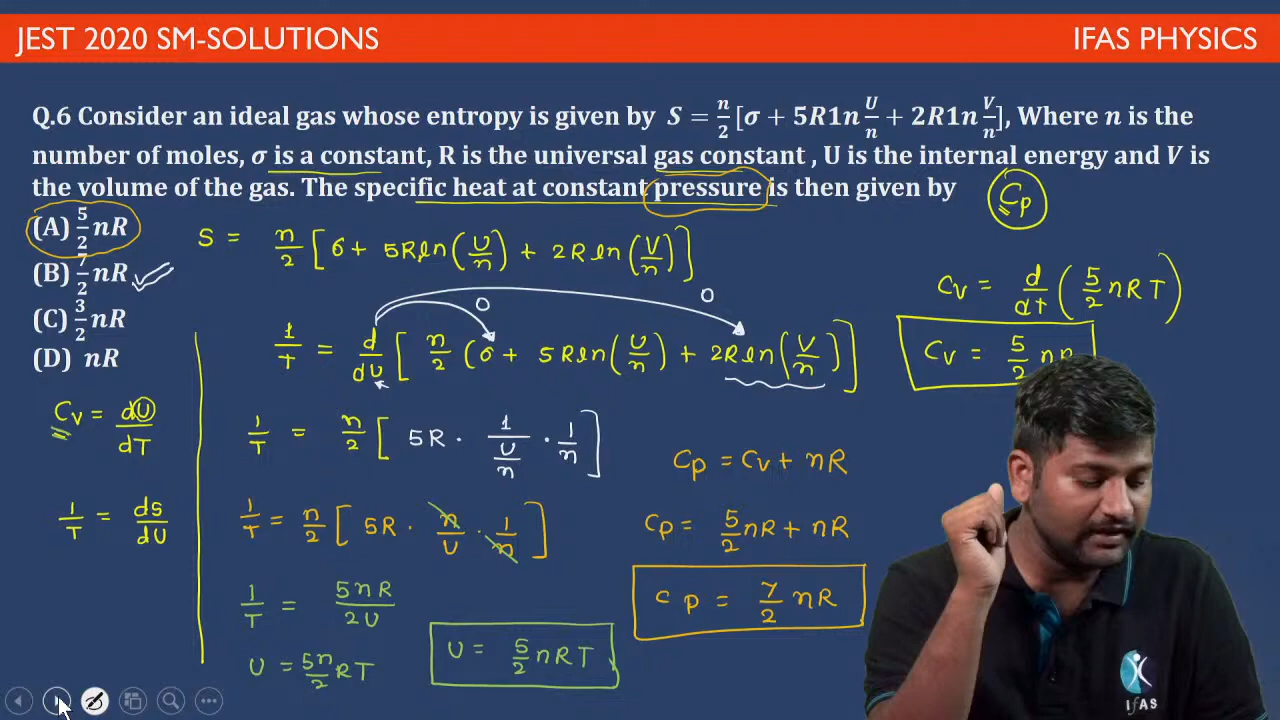 JEST 2020 SM-SOLUTIONS
IFAS PHYSICS
Q.6 Consider an ideal gas whose entropy is given by S = n/2 [σ + 5R1n U/n + 2R1n V/n], Where n is the
number of moles, σ is a constant, R is the universal gas constant , U is the internal energy and V is
the volume of the gas. The specific heat at constant pressure is then given by
Cp
(A) 5/2 nR
(B) 7/2 nR
(C) 3/2 nR
(D) nR
Cv = dU/dT
1/T = ds/dU
S = n/2 [σ + 5R ln (U/n) + 2R ln (V/n)]
0
0
1/T = d/dU [n/2 (σ + 5R ln (U/n) + 2R ln (V/n)]
1/T = n/2 [5R · 1/(U/n) · 1/n]
1/T = n/2 [5R · n/U · 1/n]
1/T = 5nR/2U
U = 5n/2 RT
U = 5/2 nRT
Cv = d/dT (5/2 nRT)
Cv = 5/2 nR
Cp = Cv + nR
Cp = 5/2 nR + nR
Cp = 7/2 nR
IfAS